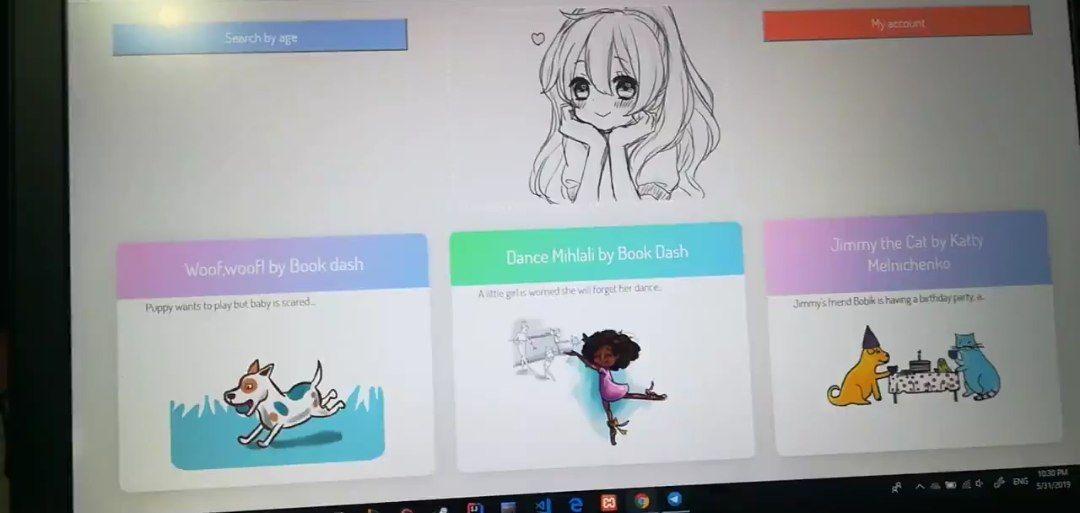 Search by age
My account
Woof,woof! by Book dash
Puppy wants to play but baby is scared...
Dance Mihlali by Book Dash
A little girl is worried she will forget her dance...
Jimmy the Cat by Katty
Melnichenko
Jimmy's friend Bobik is having a birthday party, a...
ENG
10:30 PM
5/31/2019